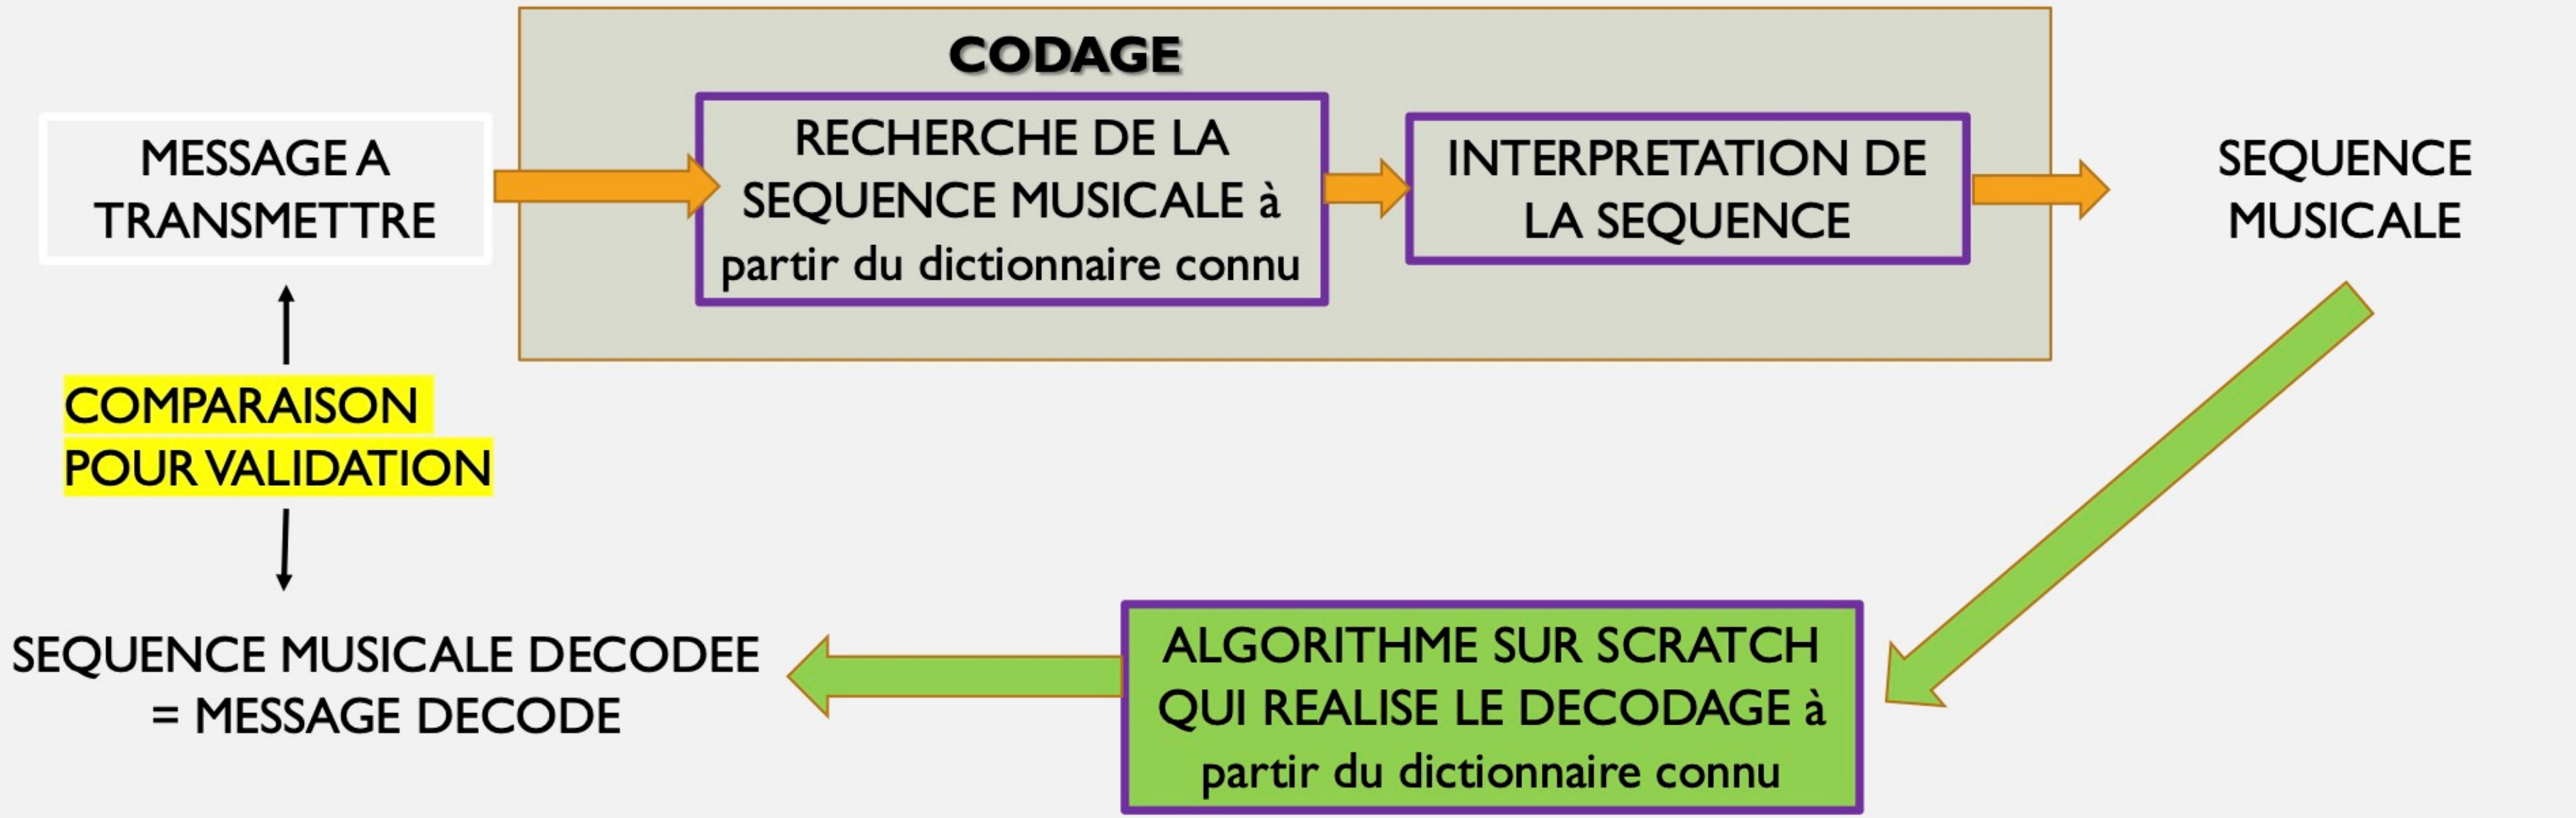 CODAGE
MESSAGE A
TRANSMETTRE
RECHERCHE DE LA
SEQUENCE MUSICALE à
partir du dictionnaire connu
INTERPRETATION DE
LA SEQUENCE
SEQUENCE
MUSICALE
COMPARAISON
POUR VALIDATION
SEQUENCE MUSICALE DECODEE
= MESSAGE DECODE
ALGORITHME SUR SCRATCH
QUI REALISE LE DECODAGE à
partir du dictionnaire connu